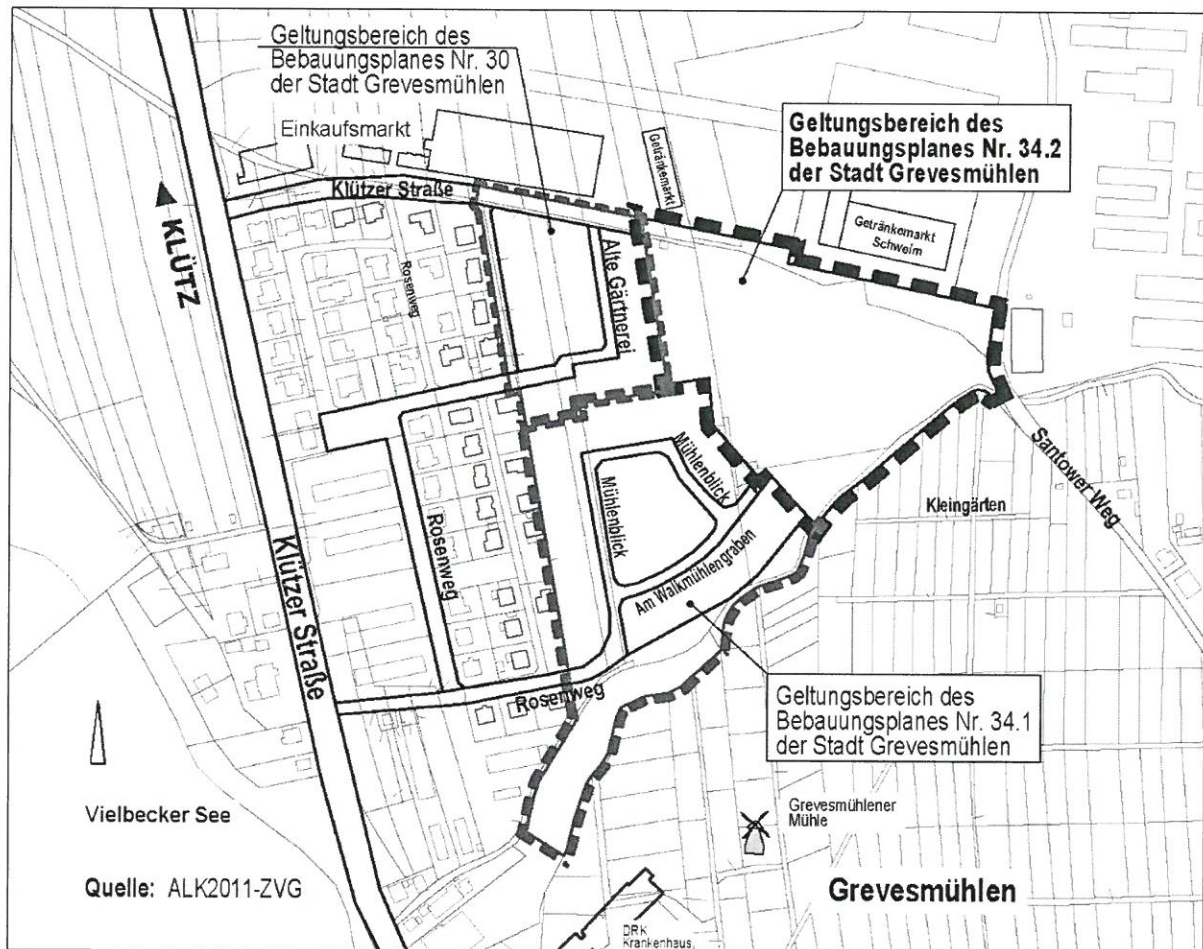 Geltungsbereich des
Bebauungsplanes Nr. 30
der Stadt Grevesmühlen
Einkaufsmarkt
Klützer Straße
Getränkemarkt
Geltungsbereich des
Bebauungsplanes Nr. 34.2
der Stadt Grevesmühlen
Getränkemarkt
Schweim
KLÜTZ
Rosenweg
Alte Gärtnerei
Santower Weg
Mühlenblick
Mühlenblick
Kleingärten
Rosenweg
Klützer Straße
Am Walkmühlengraben
Rosenweg
Geltungsbereich des
Bebauungsplanes Nr. 34.1
der Stadt Grevesmühlen
Vielbecker See
Grevesmühlener
Mühle
Quelle: ALK2011-ZVG
Grevesmühlen
DRK
Krankenhaus,